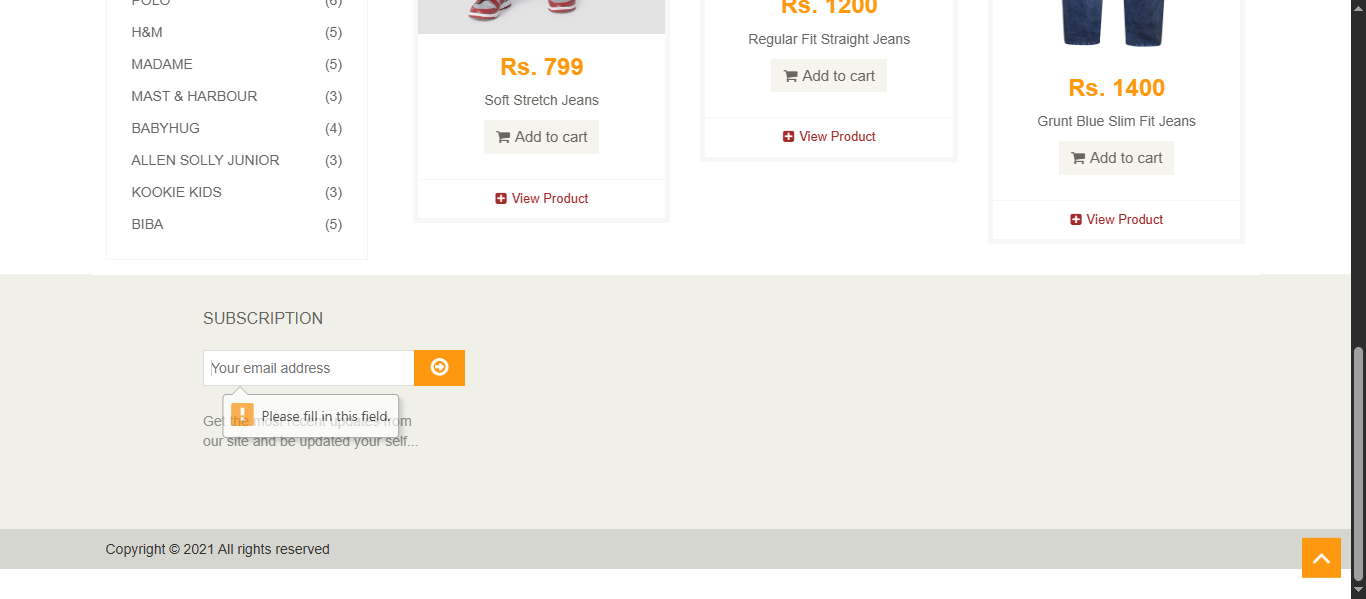 POLO (6)
H&M (5)
MADAME (5)
MAST & HARBOUR (3)
BABYHUG (4)
ALLEN SOLLY JUNIOR (3)
KOOKIE KIDS (3)
BIBA (5)
Rs. 799
Soft Stretch Jeans
Add to cart
View Product
Rs. 1200
Regular Fit Straight Jeans
Add to cart
View Product
Rs. 1400
Grunt Blue Slim Fit Jeans
Add to cart
View Product
SUBSCRIPTION
Your email address
Please fill in this field.
Get the most recent updates from
our site and be updated your self...
Copyright © 2021 All rights reserved